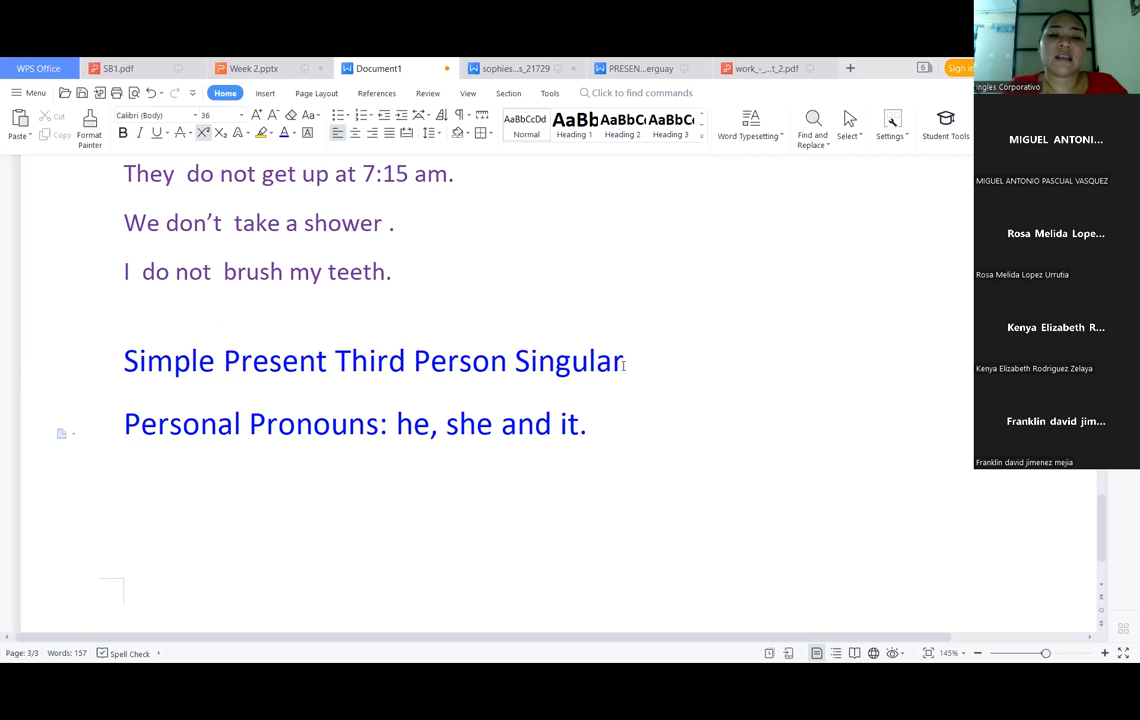 WPS Office
SB1.pdf
Week 2.pptx
Document1
sophies...s_21729
PRESEN...erguay
work_-_...t_2.pdf
Sign in
Menu
Home
Insert
Page Layout
References
Review
View
Section
Tools
Click to find commands
Paste
Cut
Copy
Format Painter
Calibri (Body)
36
AaBbCcDd
Normal
AaBb
Heading 1
AaBbC
Heading 2
AaBbCc
Heading 3
Word Typesetting
Find and Replace
Select
Settings
Student Tools
They do not get up at 7:15 am.
We don’t take a shower .
I do not brush my teeth.
Simple Present Third Person Singular
Personal Pronouns: he, she and it.
Page: 3/3
Words: 157
Spell Check
145%
Ingles Corporativo
MIGUEL ANTONI...
MIGUEL ANTONIO PASCUAL VASQUEZ
Rosa Melida Lope...
Rosa Melida Lopez Urrutia
Kenya Elizabeth R...
Kenya Elizabeth Rodriguez Zelaya
Franklin david jim...
Franklin david jimenez mejia